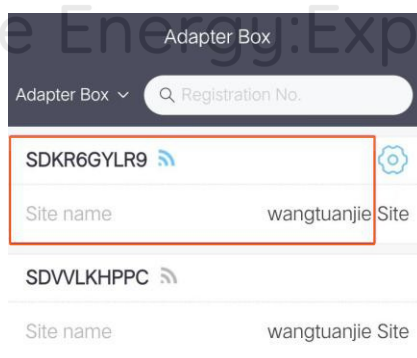 e Energy:Exp
Adapter Box
Adapter Box
Registration No.
SDKR6GYLR9
Site name wangtuanjie Site
SDVVLKHPPC
Site name wangtuanjie Site